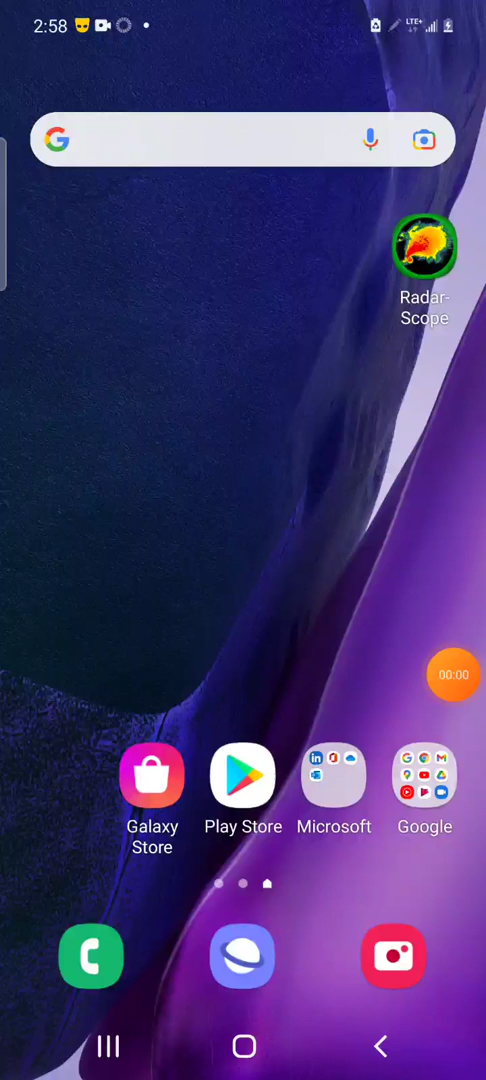 2:58
LTE+
Radar-
Scope
00:00
Galaxy
Store
Play Store
Microsoft
Google